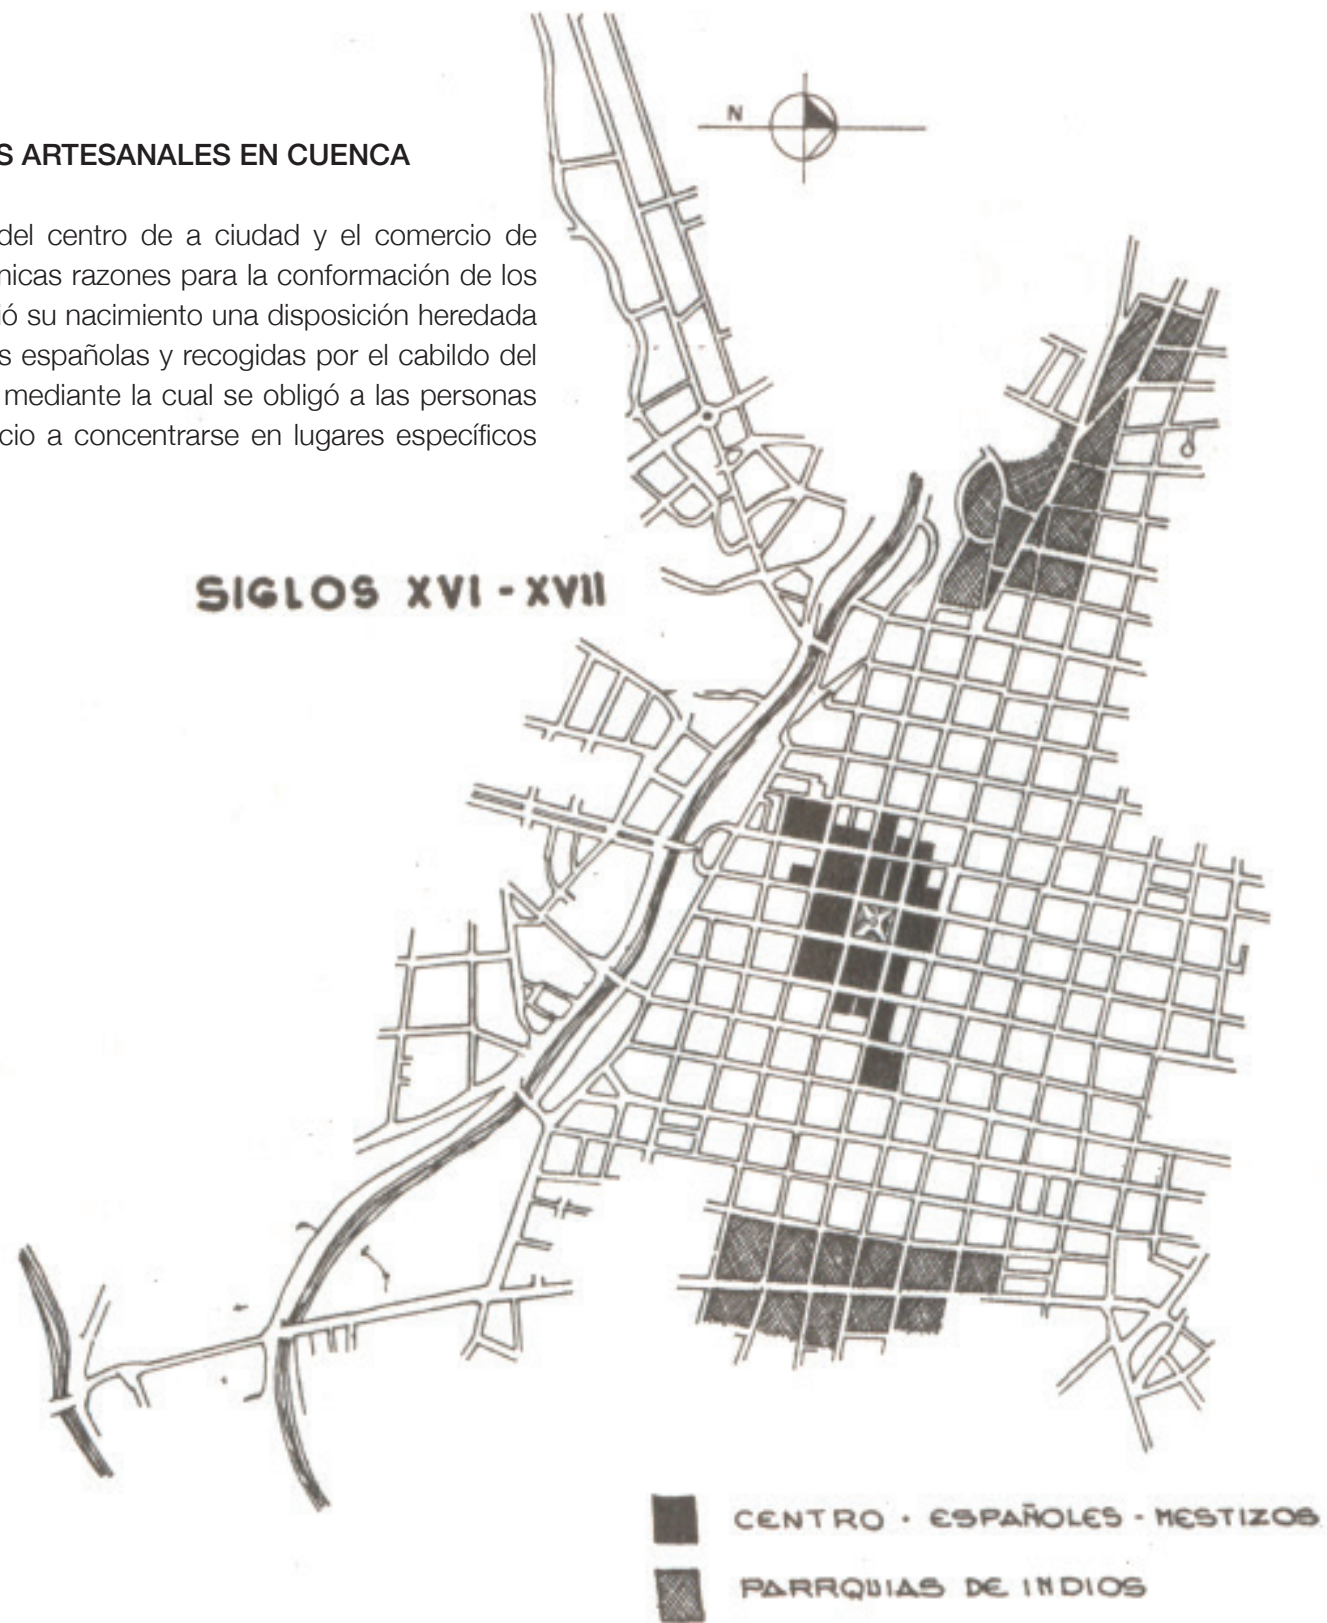 S ARTESANALES EN CUENCA
del centro de a ciudad y el comercio de
nicas razones para la conformación de los
ió su nacimiento una disposición heredada
s españolas y recogidas por el cabildo del
mediante la cual se obligó a las personas
cio a concentrarse en lugares específicos
N
SIGLOS XVI - XVII
CENTRO · ESPAÑOLES - MESTIZOS
PARRQUIAS DE INDIOS